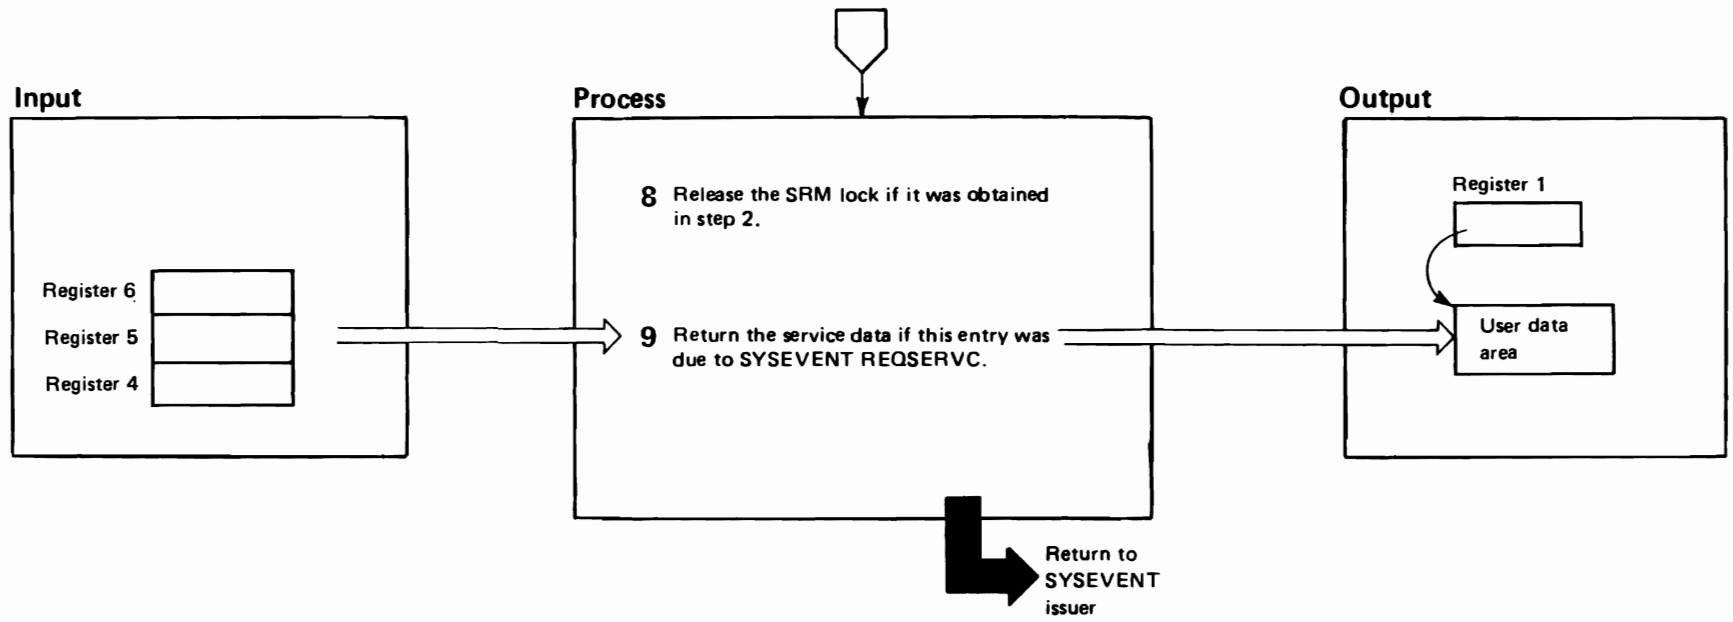 Input
Process
Output
Register 6
Register 5
Register 4
8 Release the SRM lock if it was obtained
in step 2.
9 Return the service data if this entry was
due to SYSEVENT REQSERVC.
Register 1
User data
area
Return to
SYSEVENT
issuer